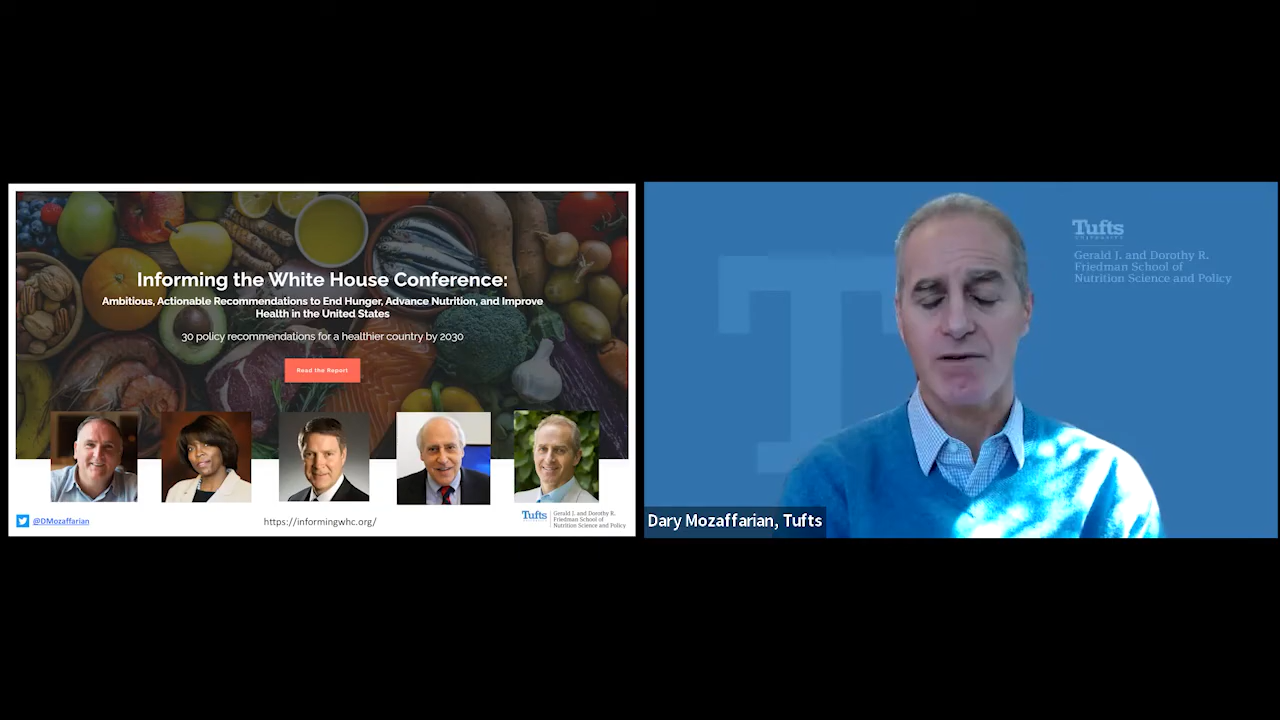 Informing the White House Conference:
Ambitious, Actionable Recommendations to End Hunger, Advance Nutrition, and Improve
Health in the United States
30 policy recommendations for a healthier country by 2030
Read the Report
@DMozaffarian
https://informingwhc.org/
Tufts
UNIVERSITY
Gerald J. and Dorothy R.
Friedman School of
Nutrition Science and Policy
Tufts
UNIVERSITY
Gerald J. and Dorothy R.
Friedman School of
Nutrition Science and Policy
Dary Mozaffarian, Tufts